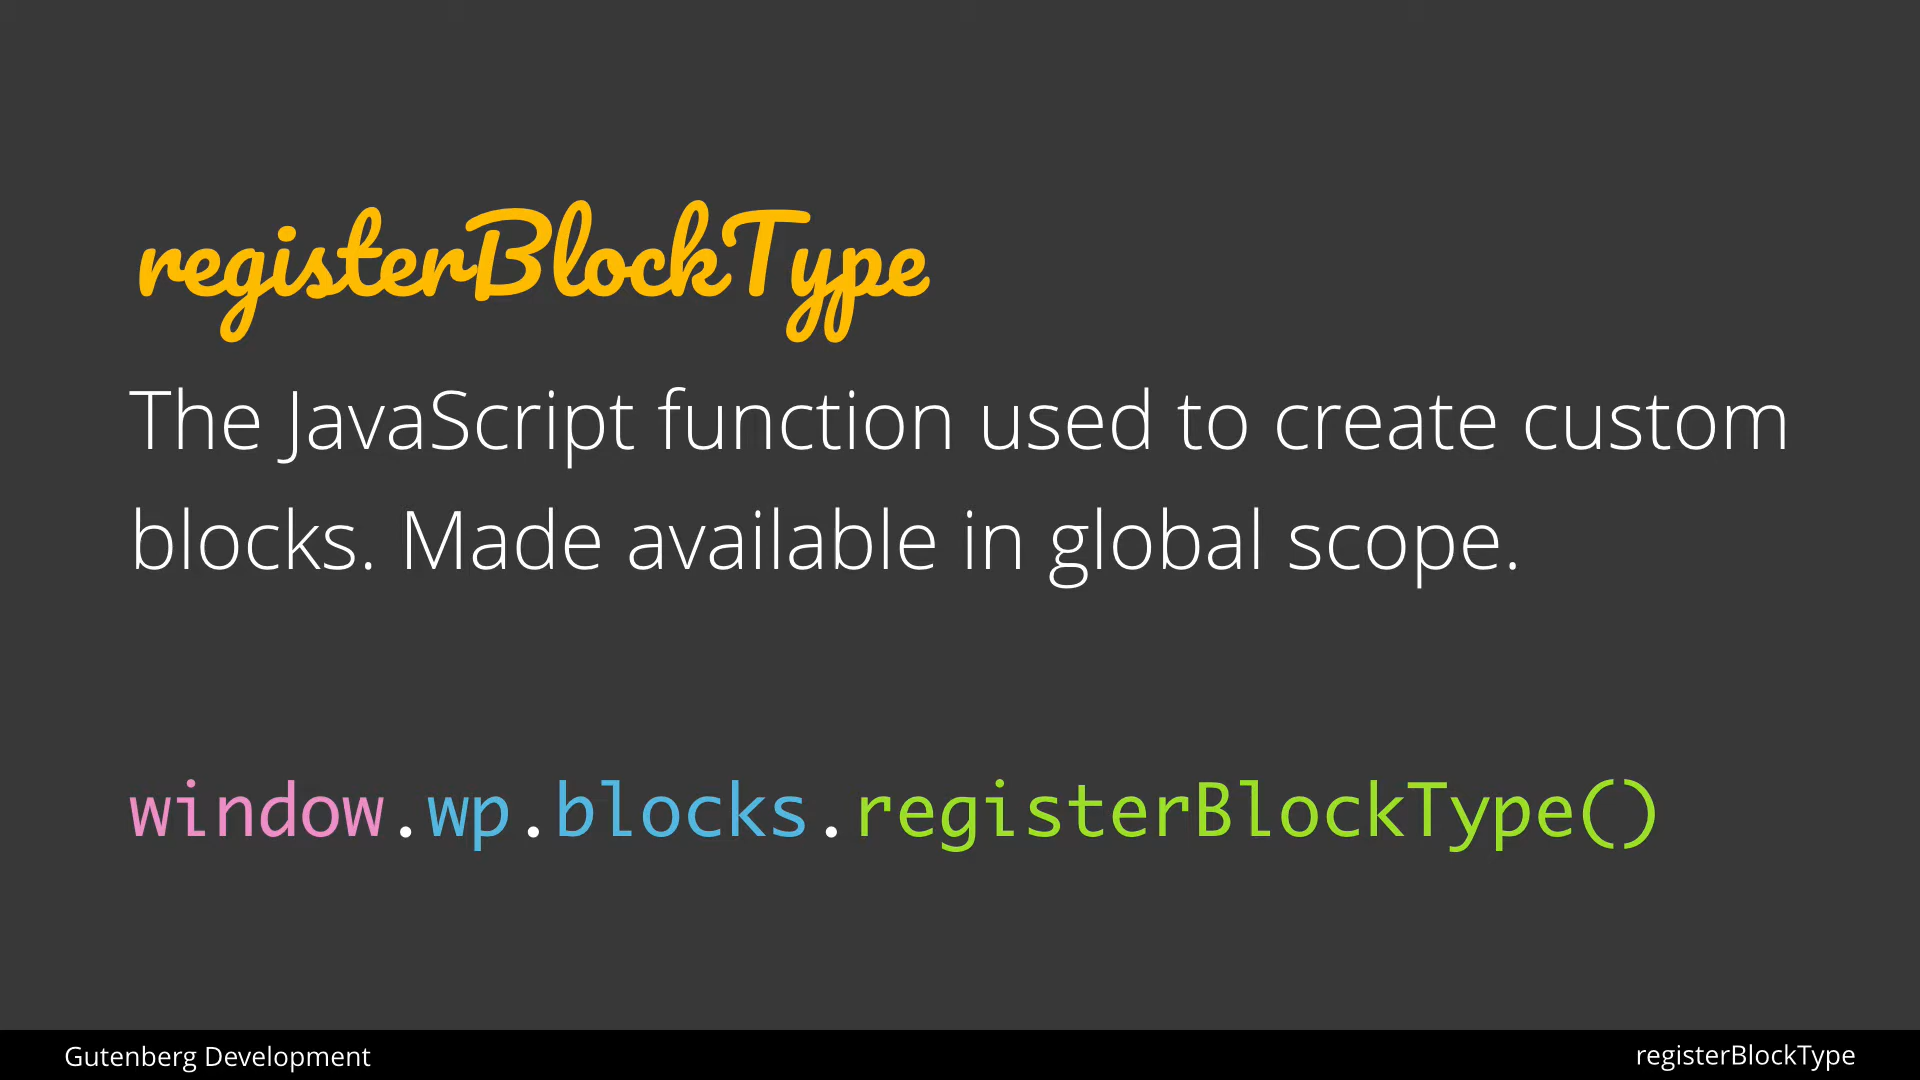 registerBlockType
The JavaScript function used to create custom
blocks. Made available in global scope.
window.wp.blocks.registerBlockType()
Gutenberg Development
registerBlockType